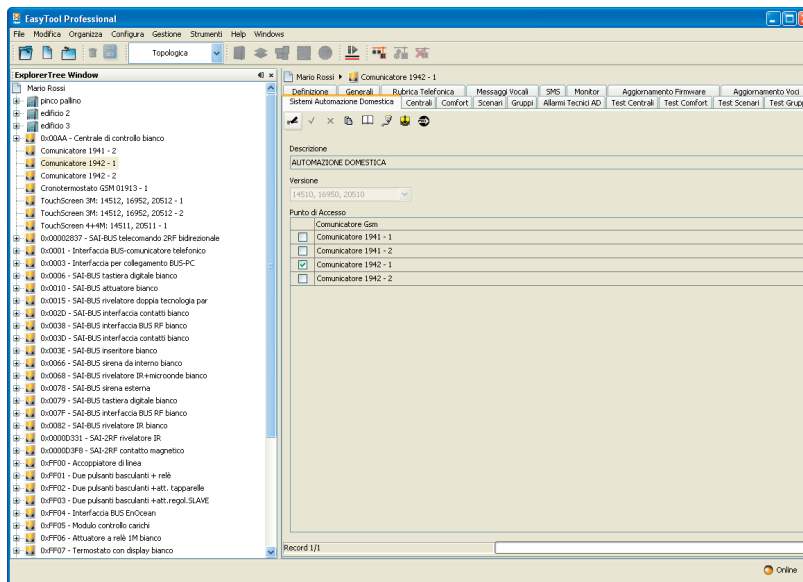 EasyTool Professional
File Modifica Organizza Configura Gestione Strumenti Help Windows
Topologica
ExplorerTree Window
Mario Rossi
pinco pallino
edificio 2
edificio 3
0x00AA - Centrale di controllo bianco
Comunicatore 1941 - 2
Comunicatore 1942 - 1
Comunicatore 1942 - 2
Cronotermostato GSM 01913 - 1
TouchScreen 3M: 14512, 16952, 20512 - 1
TouchScreen 3M: 14512, 16952, 20512 - 2
TouchScreen 4+4M: 14511, 20511 - 1
0x00002837 - SAI-BUS telecomando 2RF bidirezionale
0x0001 - Interfaccia BUS-comunicatore telefonico
0x0003 - Interfaccia per collegamento BUS-PC
0x0006 - SAI-BUS tastiera digitale bianco
0x0010 - SAI-BUS attuatore bianco
0x0015 - SAI-BUS rivelatore doppia tecnologia par
0x002D - SAI-BUS interfaccia contatti bianco
0x0038 - SAI-BUS interfaccia BUS RF bianco
0x003D - SAI-BUS interfaccia contatti bianco
0x003E - SAI-BUS inseritore bianco
0x0066 - SAI-BUS sirena da interno bianco
0x0068 - SAI-BUS rivelatore IR+microonde bianco
0x0078 - SAI-BUS sirena esterna
0x0079 - SAI-BUS tastiera digitale bianco
0x007F - SAI-BUS interfaccia BUS RF bianco
0x0082 - SAI-BUS rivelatore IR bianco
0x0000D331 - SAI-2RF rivelatore IR
0x0000D3F8 - SAI-2RF contatto magnetico
0xFF00 - Accoppiatore di linea
0xFF01 - Due pulsanti basculanti + relè
0xFF02 - Due pulsanti basculanti +att. tapparelle
0xFF03 - Due pulsanti basculanti +att.regol.SLAVE
0xFF04 - Interfaccia BUS EnOcean
0xFF05 - Modulo controllo carichi
0xFF06 - Attuatore a relè 1M bianco
0xFF07 - Termostato con display bianco
Mario Rossi Comunicatore 1942 - 1
Definizione Generali Rubrica Telefonica Messaggi Vocali SMS Monitor Aggiornamento Firmware Aggiornamento Voci
Sistemi Automazione Domestica Centrali Comfort Scenari Gruppi Allarmi Tecnici AD Test Centrali Test Comfort Test Scenari Test Grup
Descrizione
AUTOMAZIONE DOMESTICA
Versione
14510, 16950, 20510
Punto di Accesso
Comunicatore Gsm
Comunicatore 1941 - 1
Comunicatore 1941 - 2
Comunicatore 1942 - 1
Comunicatore 1942 - 2
Record 1/1
Online